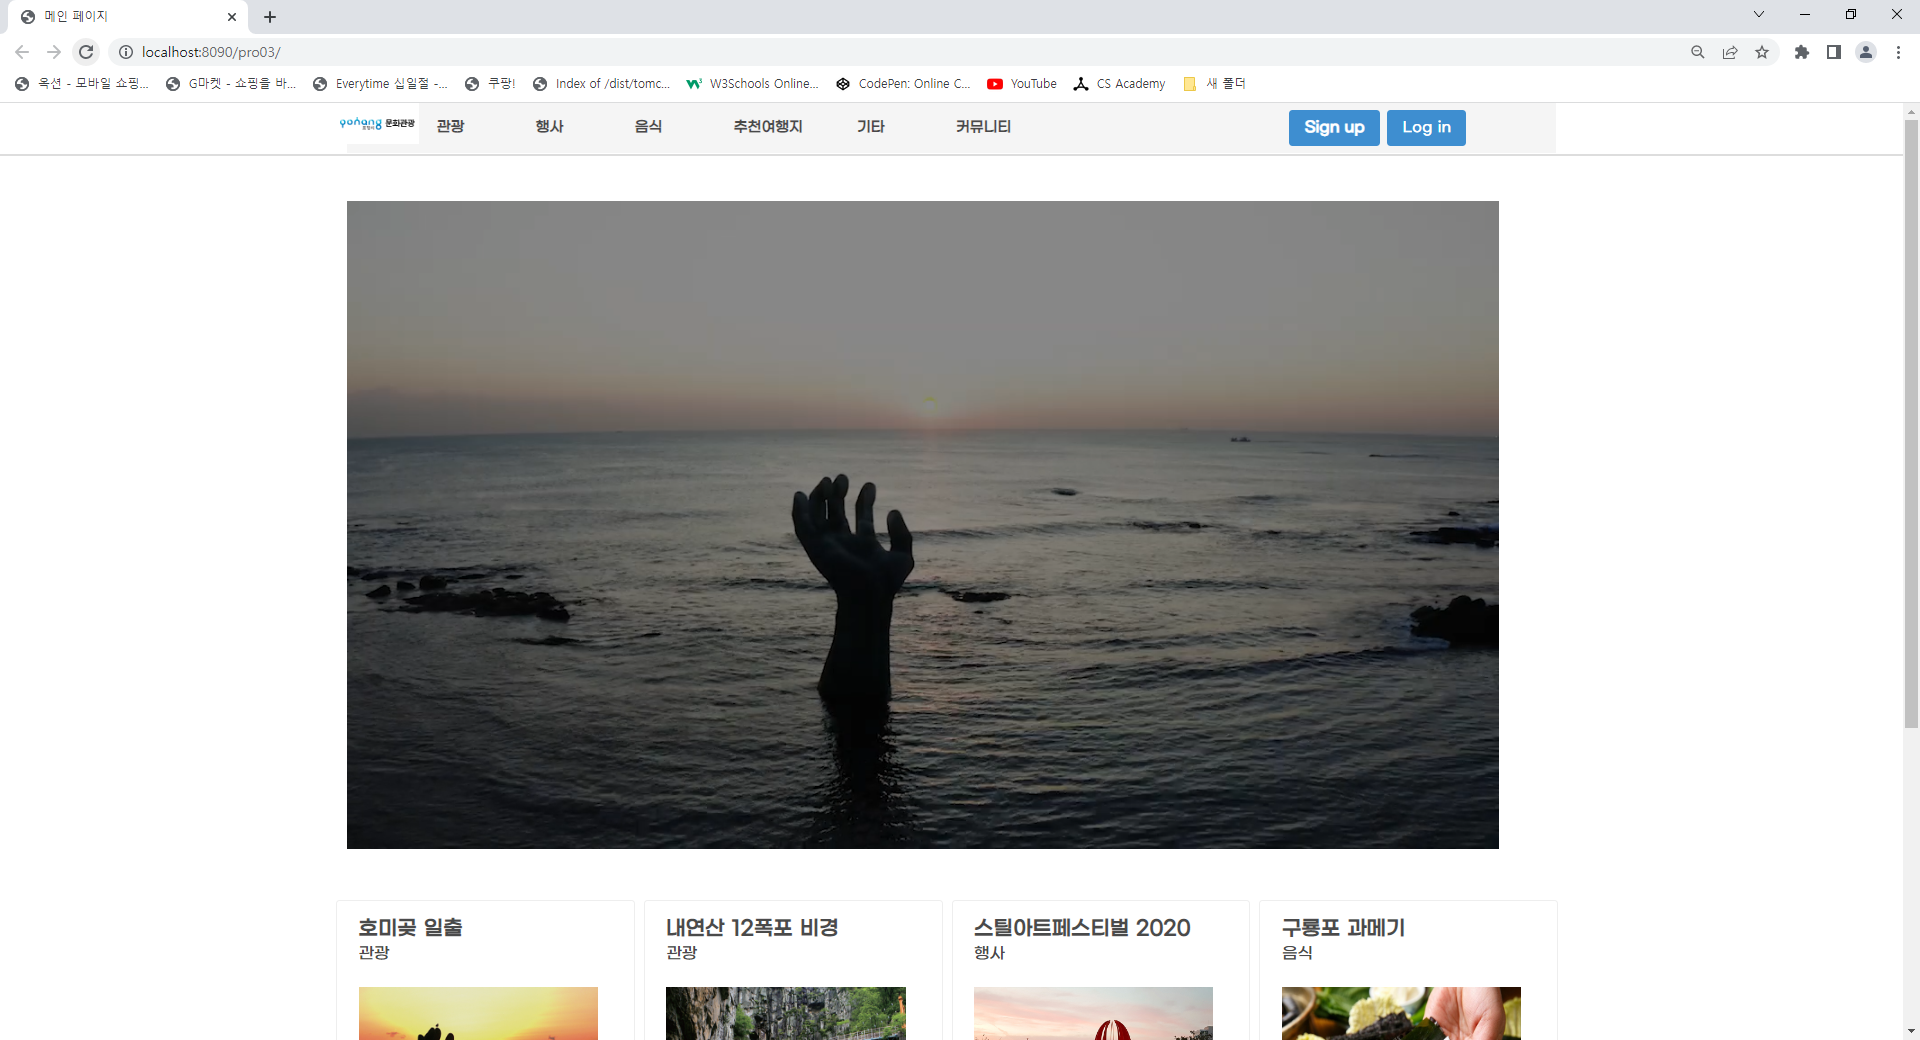 메인 페이지
localhost:8090/pro03/
옥션 - 모바일 쇼핑...
G마켓 - 쇼핑을 바...
Everytime 십일절 -...
쿠팡!
Index of /dist/tomc...
W3Schools Online...
CodePen: Online C...
YouTube
CS Academy
새 폴더
문화관광
관광
행사
음식
추천여행지
기타
커뮤니티
Sign up
Log in
호미곶 일출
관광
내연산 12폭포 비경
관광
스틸아트페스티벌 2020
행사
구룡포 과메기
음식